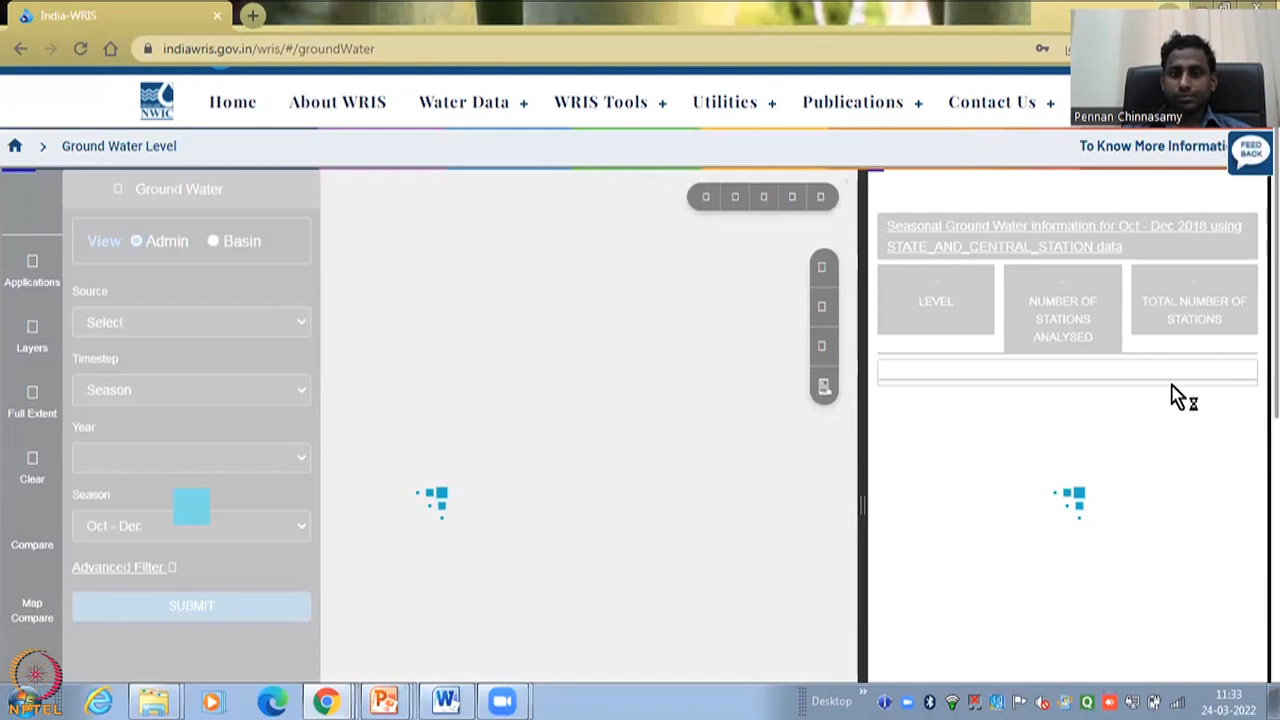 India-WRIS
indiawris.gov.in/wris/#/groundWater
NWIC
Home
About WRIS
Water Data +
WRIS Tools +
Utilities +
Publications +
Contact Us +
Pennan Chinnasamy
Ground Water Level
To Know More Informati
FEED
BACK
Ground Water
View
Admin
Basin
Source
Select
Timestep
Season
Year
Season
Oct - Dec
Advanced Filter
SUBMIT
Applications
Layers
Full Extent
Clear
Compare
Map
Compare
Seasonal Ground Water information for Oct - Dec 2018 using
STATE_AND_CENTRAL_STATION data
-
LEVEL
-
NUMBER OF
STATIONS
ANALYSED
-
TOTAL NUMBER OF
STATIONS
NPTEL
Desktop
11:33
24-03-2022